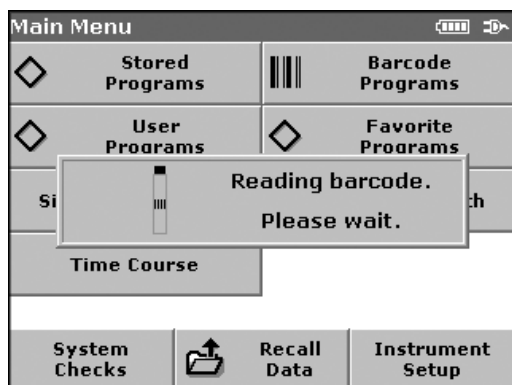 Main Menu
Stored
Programs
Barcode
Programs
User
Programs
Favorite
Programs
Reading barcode.
Please wait.
Time Course
System
Checks
Recall
Data
Instrument
Setup